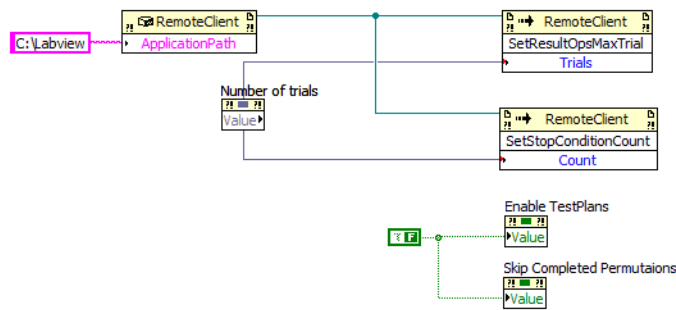 RemoteClient
C:\Labview
ApplicationPath
RemoteClient
SetResultOpsMaxTrial
Trials
Number of trials
Value
RemoteClient
SetStopConditionCount
Count
Enable TestPlans
F
Value
Skip Completed Permutaions
Value